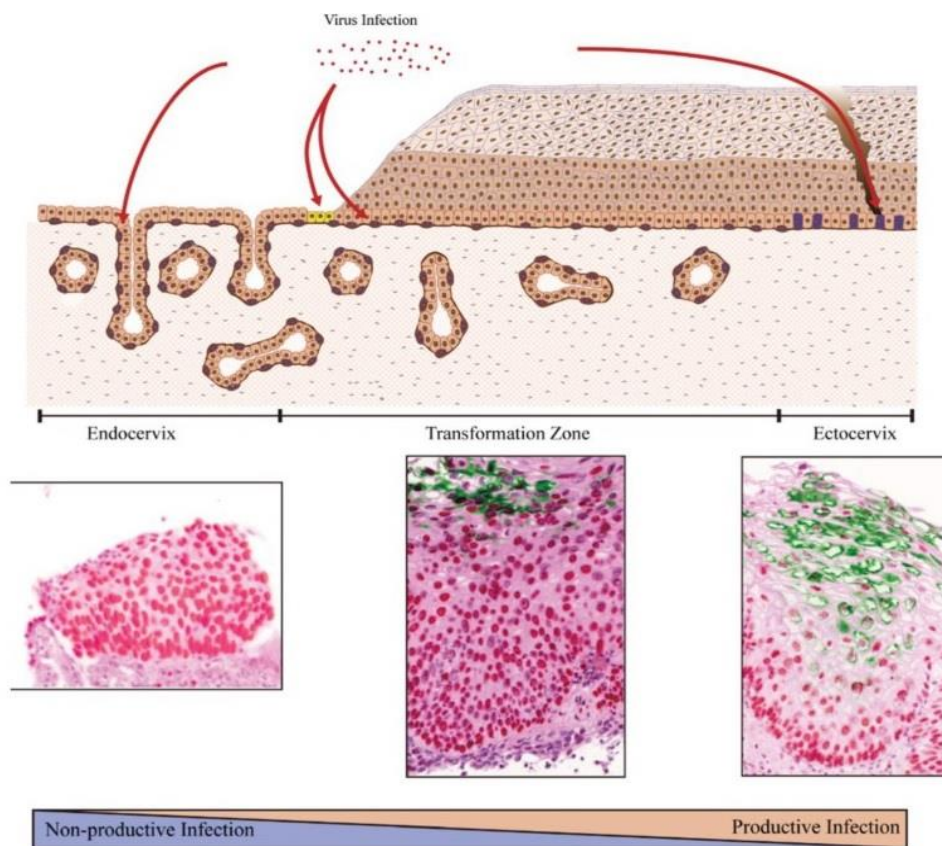 Virus Infection
Endocervix
Transformation Zone
Ectocervix
Non-productive Infection
Productive Infection